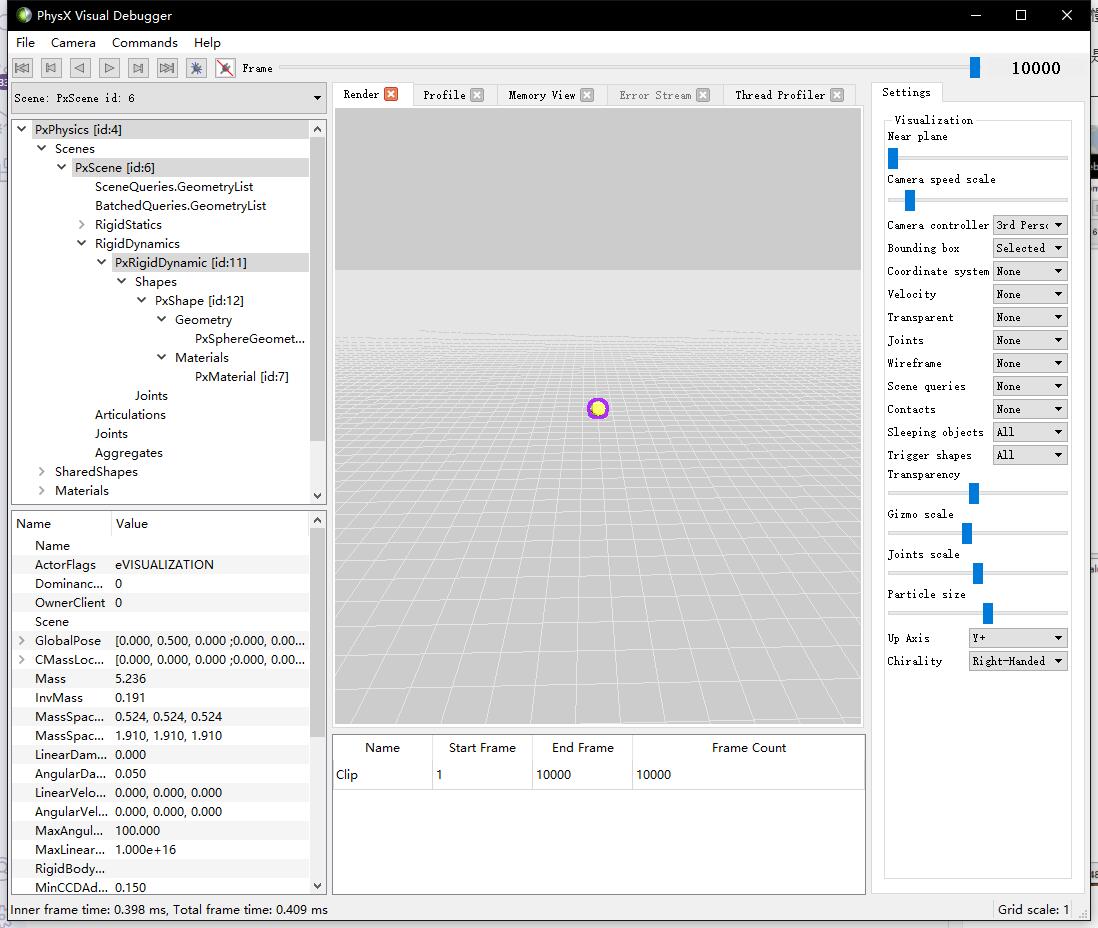 PhysX Visual Debugger
File Camera Commands Help
Frame 10000
Scene: PxScene id: 6
PxPhysics [id:4]
Scenes
PxScene [id:6]
SceneQueries.GeometryList
BatchedQueries.GeometryList
RigidStatics
RigidDynamics
PxRigidDynamic [id:11]
Shapes
PxShape [id:12]
Geometry
PxSphereGeomet...
Materials
PxMaterial [id:7]
Joints
Articulations
Joints
Aggregates
SharedShapes
Materials
Name Value
Name
ActorFlags eVISUALIZATION
Dominanc... 0
OwnerClient 0
Scene
GlobalPose [0.000, 0.500, 0.000 ;0.000, 0.00...
CMassLoc... [0.000, 0.000, 0.000 ;0.000, 0.00...
Mass 5.236
InvMass 0.191
MassSpac... 0.524, 0.524, 0.524
MassSpac... 1.910, 1.910, 1.910
LinearDam... 0.000
AngularDa... 0.050
LinearVelo... 0.000, 0.000, 0.000
AngularVel... 0.000, 0.000, 0.000
MaxAngul... 100.000
MaxLinear... 1.000e+16
RigidBody...
MinCCDAd... 0.150
Render Profile Memory View Error Stream Thread Profiler
Name Start Frame End Frame Frame Count
Clip 1 10000 10000
Settings
Visualization
Near plane
Camera speed scale
Camera controller 3rd Perso
Bounding box Selected
Coordinate system None
Velocity None
Transparent None
Joints None
Wireframe None
Scene queries None
Contacts None
Sleeping objects All
Trigger shapes All
Transparency
Gizmo scale
Joints scale
Particle size
Up Axis Y+
Chirality Right-Handed
Inner frame time: 0.398 ms, Total frame time: 0.409 ms
Grid scale: 1